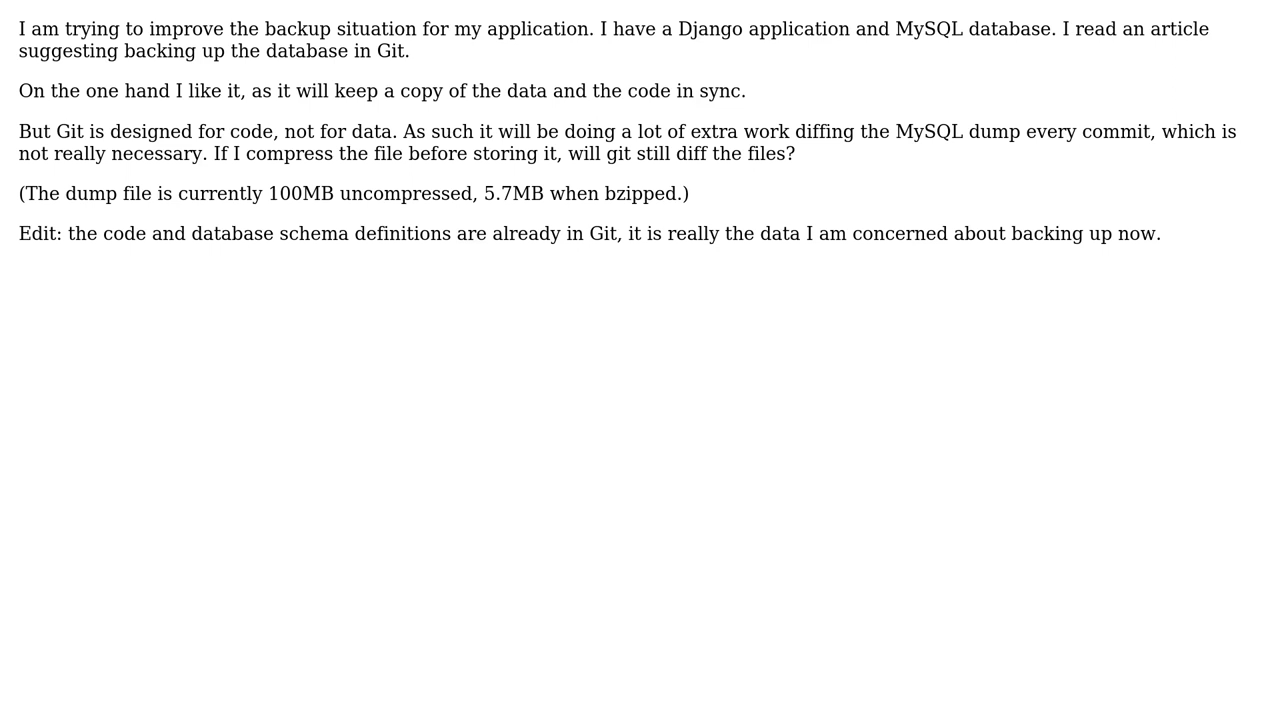 I am trying to improve the backup situation for my application. I have a Django application and MySQL database. I read an article
suggesting backing up the database in Git.
On the one hand I like it, as it will keep a copy of the data and the code in sync.
But Git is designed for code, not for data. As such it will be doing a lot of extra work diffing the MySQL dump every commit, which is
not really necessary. If I compress the file before storing it, will git still diff the files?
(The dump file is currently 100MB uncompressed, 5.7MB when bzipped.)
Edit: the code and database schema definitions are already in Git, it is really the data I am concerned about backing up now.